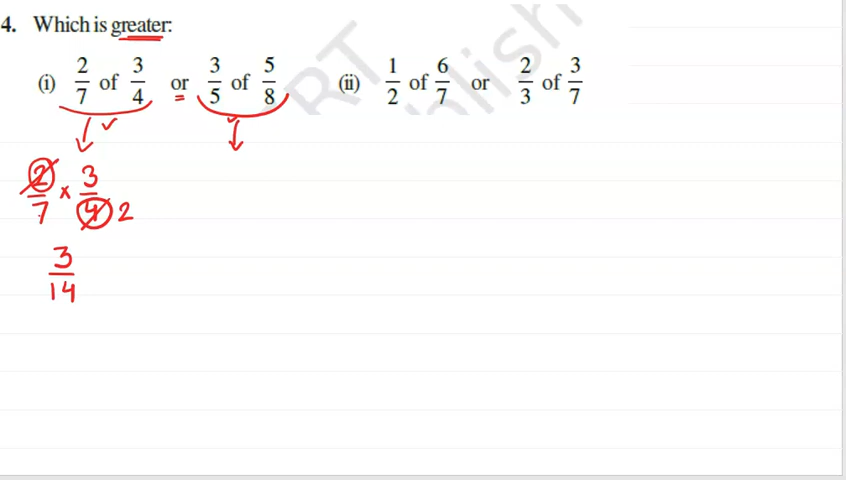 4. Which is greater:
(i) 2/7 of 3/4 or 3/5 of 5/8 (ii) 1/2 of 6/7 or 2/3 of 3/7
2/7 × 3/4 2
3/14